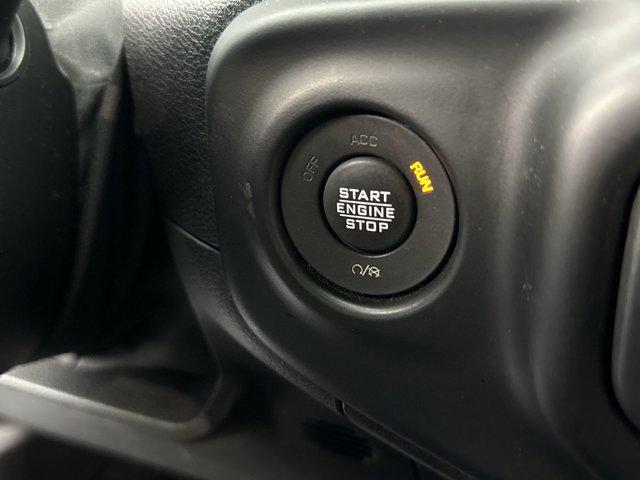 OFF ACC RUN
START
ENGINE
STOP